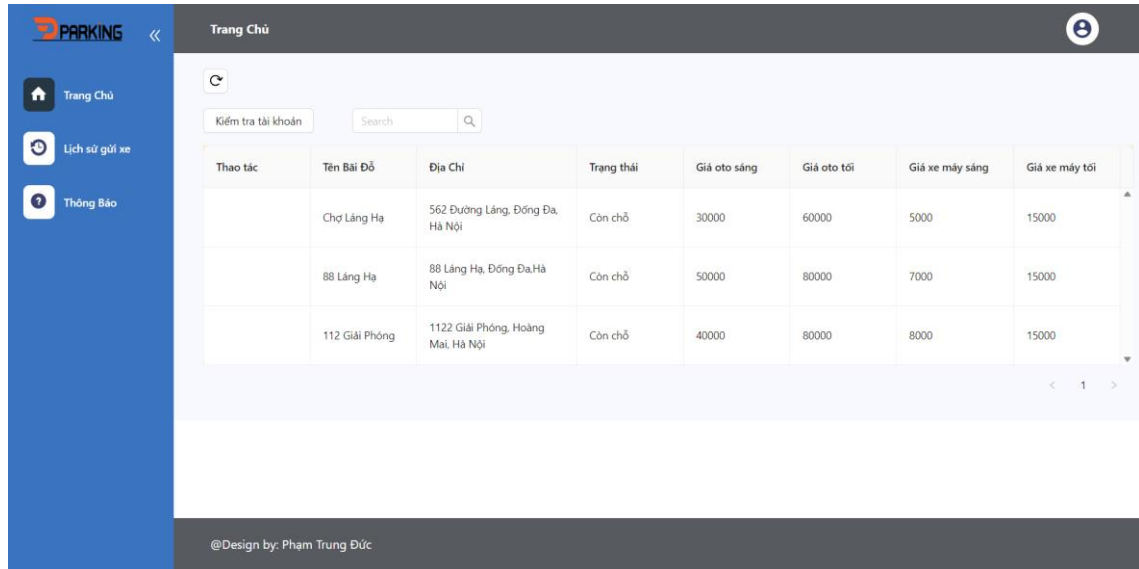 PARKING
Trang Chủ
Trang Chủ
Lịch sử gửi xe
Thông Báo
Kiểm tra tài khoản
Search
Thao tác Tên Bãi Đỗ Địa Chỉ Trạng thái Giá oto sáng Giá oto tối Giá xe máy sáng Giá xe máy tối
Chợ Láng Hạ 562 Đường Láng, Đống Đa, Còn chỗ 30000 60000 5000 15000
Hà Nội
88 Láng Hạ 88 Láng Hạ, Đống Đa,Hà Còn chỗ 50000 80000 7000 15000
Nội
112 Giải Phóng 1122 Giải Phóng, Hoàng Còn chỗ 40000 80000 8000 15000
Mai, Hà Nội
< 1 >
@Design by: Phạm Trung Đức